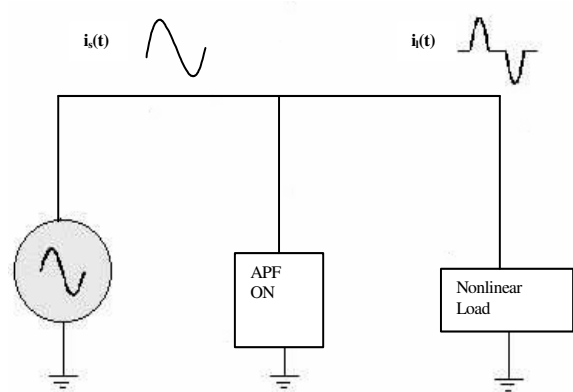 iₛ(t)
iₗ(t)
APF
ON
Nonlinear
Load